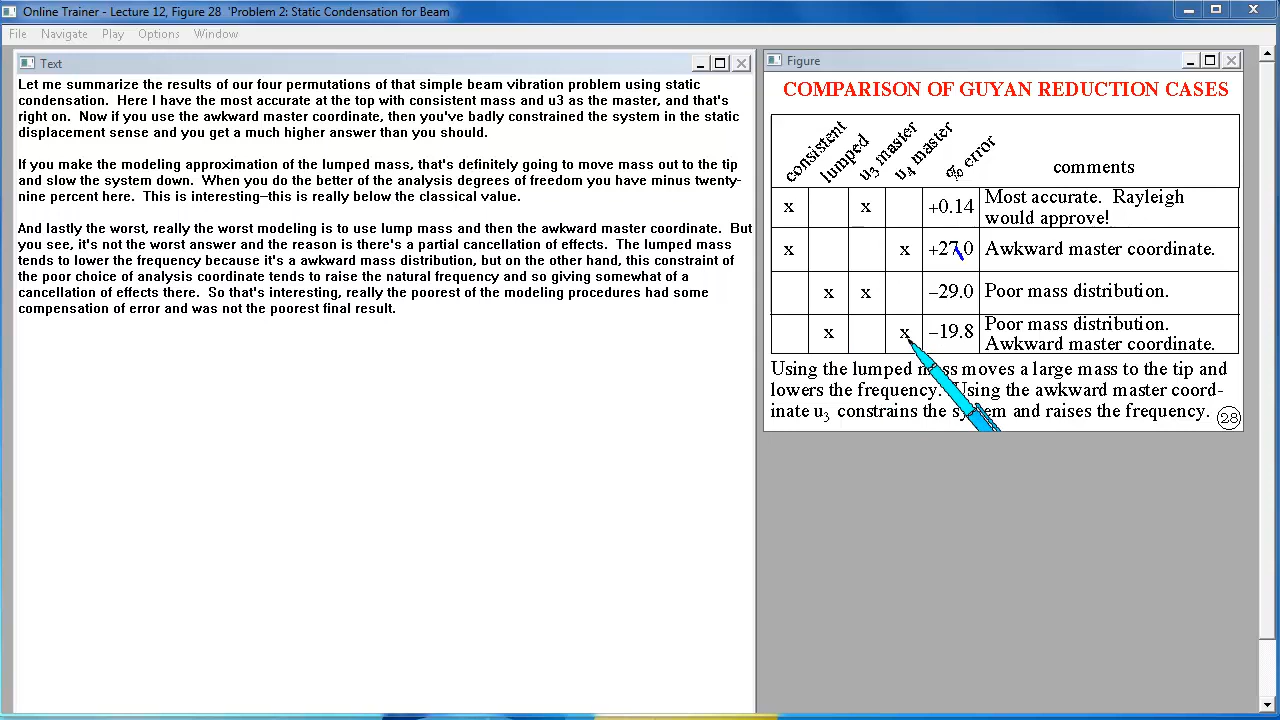 Online Trainer - Lecture 12, Figure 28 'Problem 2: Static Condensation for Beam
File Navigate Play Options Window
Text
Let me summarize the results of our four permutations of that simple beam vibration problem using static
condensation. Here I have the most accurate at the top with consistent mass and u3 as the master, and that's
right on. Now if you use the awkward master coordinate, then you've badly constrained the system in the static
displacement sense and you get a much higher answer than you should.
If you make the modeling approximation of the lumped mass, that's definitely going to move mass out to the tip
and slow the system down. When you do the better of the analysis degrees of freedom you have minus twenty-
nine percent here. This is interesting--this is really below the classical value.
And lastly the worst, really the worst modeling is to use lump mass and then the awkward master coordinate. But
you see, it's not the worst answer and the reason is there's a partial cancellation of effects. The lumped mass
tends to lower the frequency because it's a awkward mass distribution, but on the other hand, this constraint of
the poor choice of analysis coordinate tends to raise the natural frequency and so giving somewhat of a
cancellation of effects there. So that's interesting, really the poorest of the modeling procedures had some
compensation of error and was not the poorest final result.
Figure
COMPARISON OF GUYAN REDUCTION CASES
consistent lumped u3 master u4 master % error comments
x x +0.14 Most accurate. Rayleigh
would approve!
x x +27.0 Awkward master coordinate.
x x −29.0 Poor mass distribution.
x x −19.8 Poor mass distribution.
Awkward master coordinate.
Using the lumped mass moves a large mass to the tip and
lowers the frequency. Using the awkward master coord-
inate u3 constrains the system and raises the frequency.
28